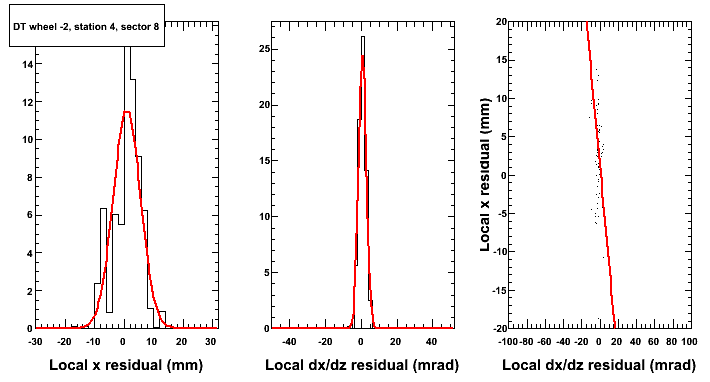 DT wheel -2, station 4, sector 8
14
12
10
8
6
4
2
0
-30 -20 -10 0 10 20 30
Local x residual (mm)
25
20
15
10
5
0
-40 -20 0 20 40
Local dx/dz residual (mrad)
Local x residual (mm)
20
15
10
5
0
-5
-10
-15
-20
-100 -80 -60 -40 -20 0 20 40 60 80 100
Local dx/dz residual (mrad)